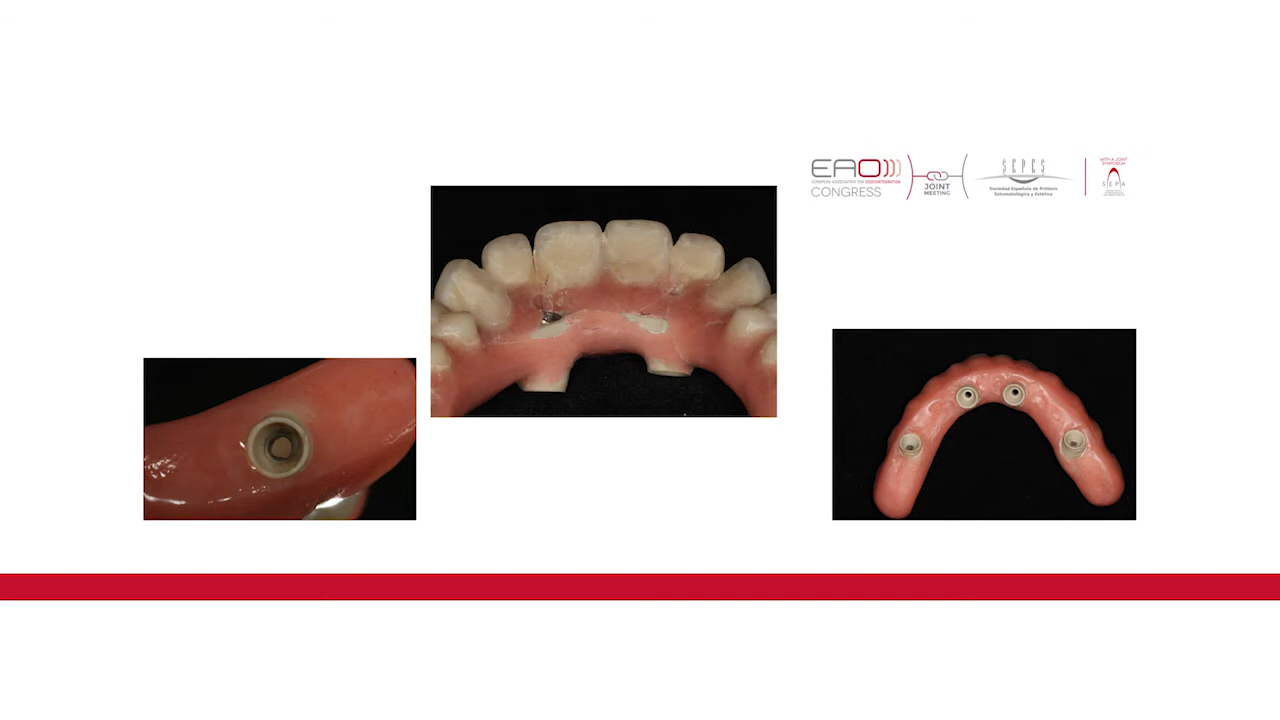 EAO
EUROPEAN ASSOCIATION FOR OSSEOINTEGRATION
CONGRESS
JOINT
MEETING
SEPES
Sociedad Española de Prótesis
Estomatológica y Estética
WITH A JOINT
SYMPOSIUM
SEPA